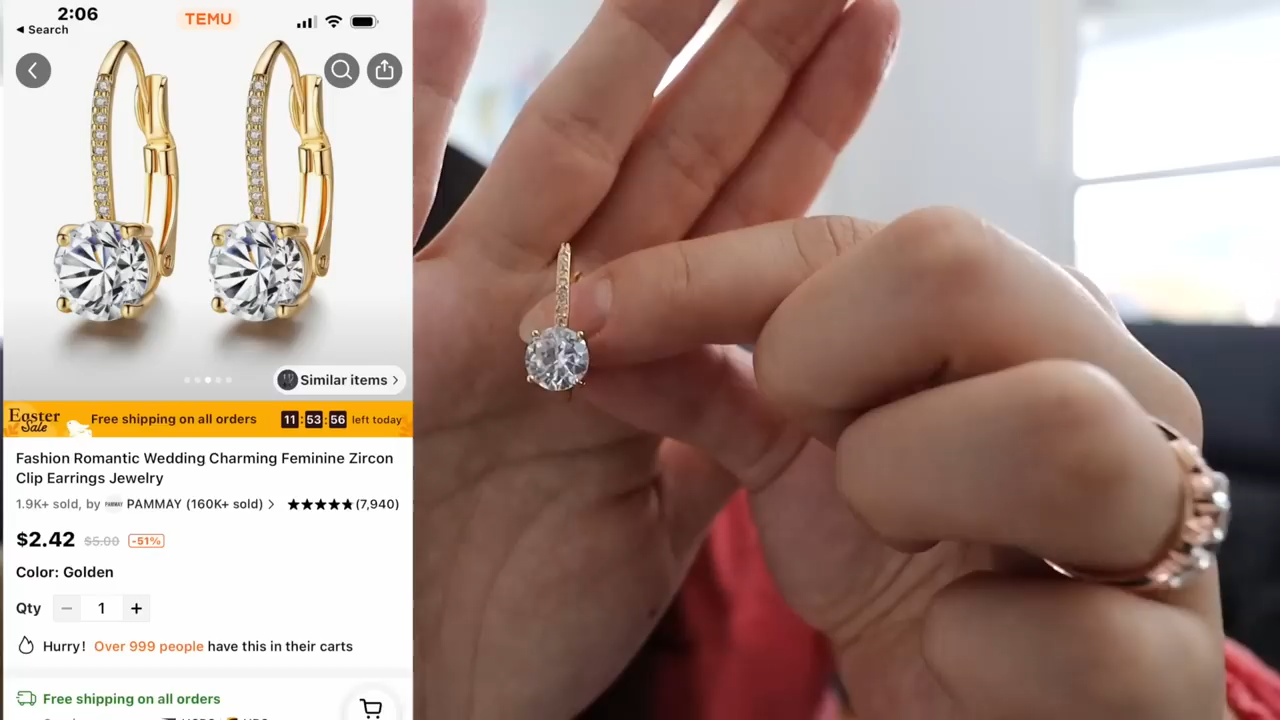 2:06
TEMU
◀ Search
Similar items >
Easter Sale
Free shipping on all orders 11:53:56 left today
Fashion Romantic Wedding Charming Feminine Zircon
Clip Earrings Jewelry
1.9K+ sold, by PAMMAY (160K+ sold) > ★★★★★(7,940)
$2.42 $5.00 -51%
Color: Golden
Qty − 1 +
Hurry! Over 999 people have this in their carts
Free shipping on all orders